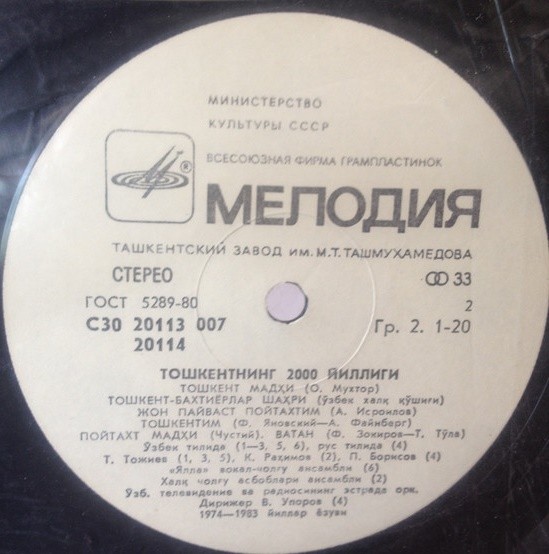 МИНИСТЕРСТВО
КУЛЬТУРЫ СССР
ВСЕСОЮЗНАЯ ФИРМА ГРАМПЛАСТИНОК
®
МЕЛОДИЯ
ТАШКЕНТСКИЙ ЗАВОД ИМ. М.Т. ТАШМУХАМЕДОВА
СТЕРЕО 33
ГОСТ 5289-80 2
С30 20113 007 Гр. 2. 1-20
20114
ТОШКЕНТНИНГ 2000 ЙИЛЛИГИ
ТОШКЕНТ МАДҲИ (О. Мухтор)
ТОШКЕНТ-БАХТИЁРЛАР ШАҲРИ (ўзбек халқ қўшиғи)
ЖОН ПАЙВАСТ ПОЙТАХТИМ (А. Исроилов)
ТОШКЕНТИМ (Ф. Яновский—А. Файнберг)
ПОЙТАХТ МАДҲИ (Чустий). ВАТАН (Ф. Зокиров—Т. Тўла)
Ўзбек тилида (1—3, 5, 6), рус тилида (4)
Т. Тожиев (1, 3, 5), К. Раҳимов (2), П. Борисов (4)
«Ялла» вокал-чолғу ансамбли (6)
Халқ чолғу асбоблари ансамбли (2)
Ўзб. телевидение ва радиосининг эстрада орк.
Дирижер В. Упоров (4)
1974—1983 йиллар ёзуви